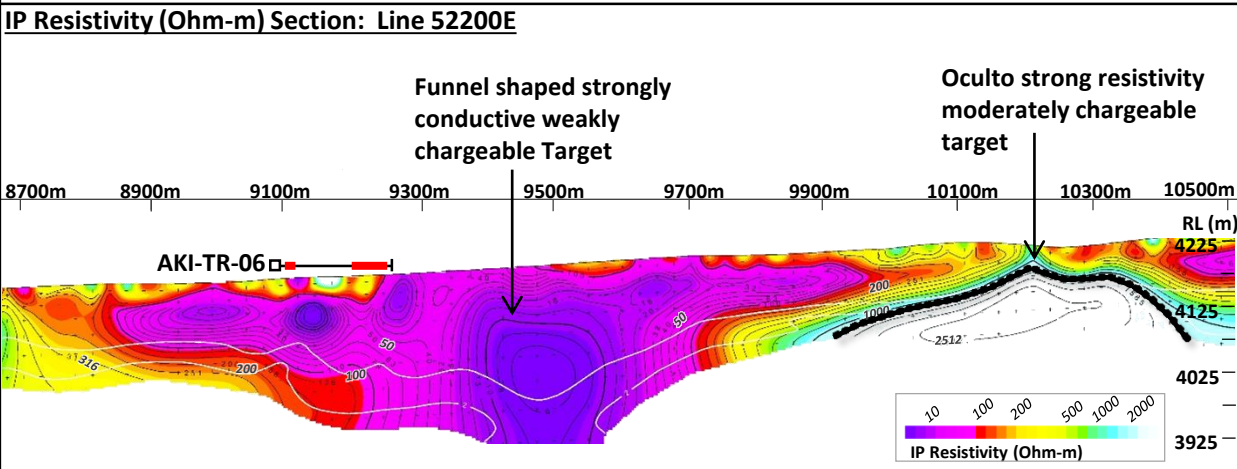 IP Resistivity (Ohm-m) Section: Line 52200E
Funnel shaped strongly
conductive weakly
chargeable Target
Oculto strong resistivity
moderately chargeable
target
8700m 8900m 9100m 9300m 9500m 9700m 9900m 10100m 10300m 10500m
RL (m)
4225
AKI-TR-06
200
4125
1000
50
2512
50
316
200
100
4025
251
10 100 200 500 1000 2000
IP Resistivity (Ohm-m)
3925